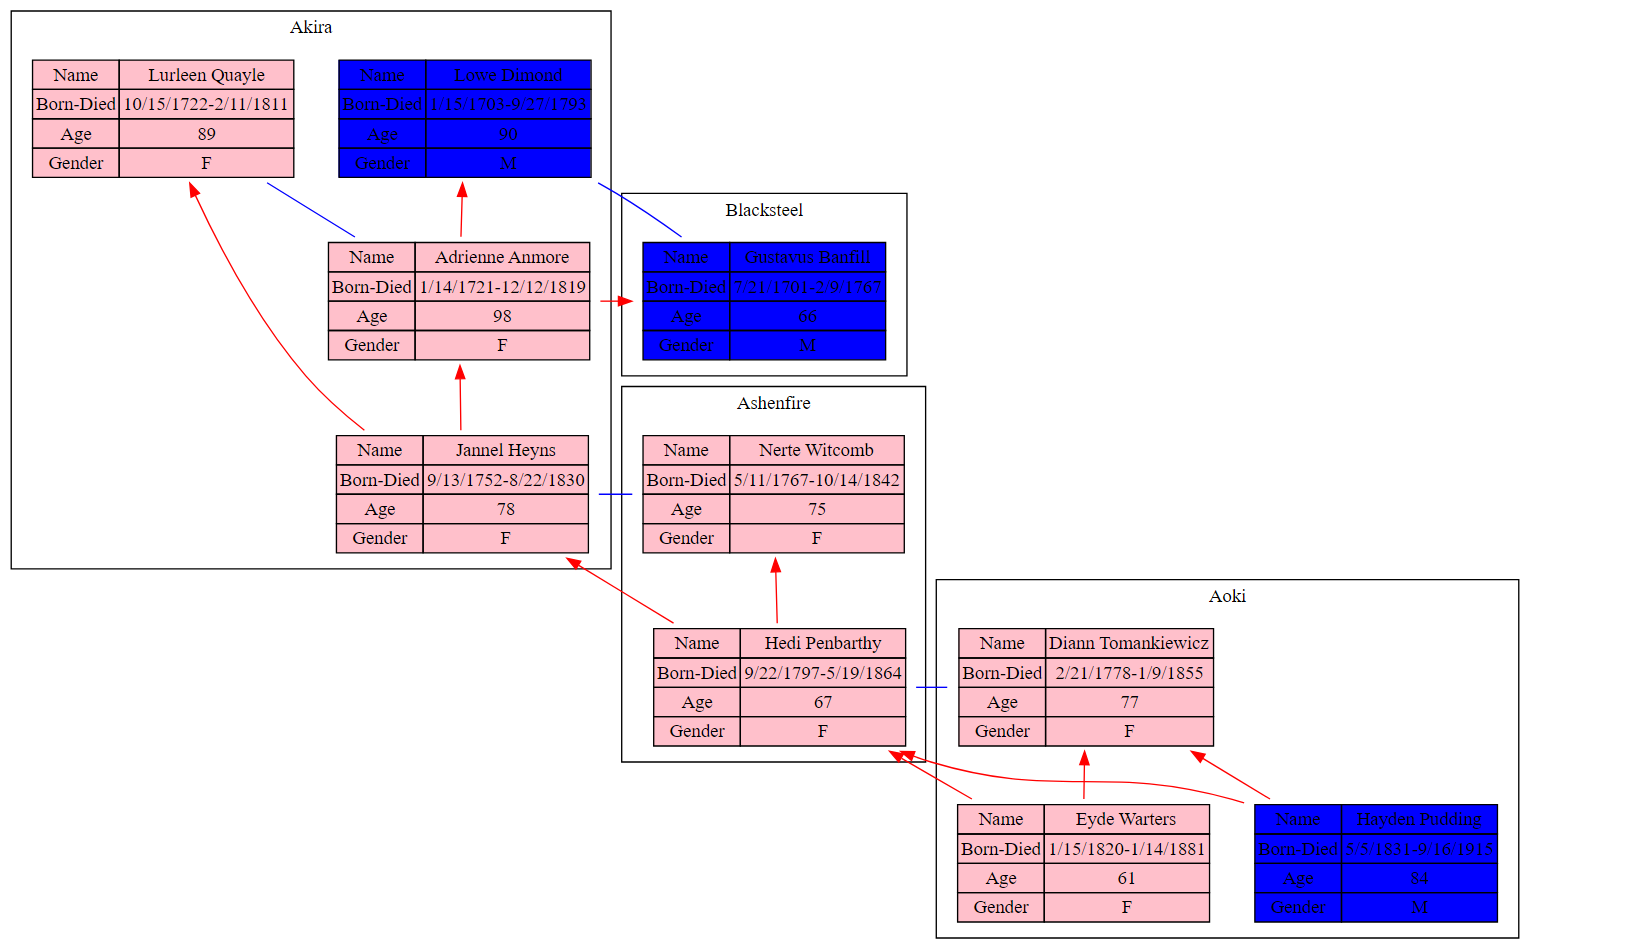 Akira
Name Lurleen Quayle
Born-Died 10/15/1722-2/11/1811
Age 89
Gender F
Name Lowe Dimond
Born-Died 1/15/1703-9/27/1793
Age 90
Gender M
Blacksteel
Name Adrienne Anmore
Born-Died 1/14/1721-12/12/1819
Age 98
Gender F
Name Gustavus Banfill
Born-Died 7/21/1701-2/9/1767
Age 66
Gender M
Ashenfire
Name Jannel Heyns
Born-Died 9/13/1752-8/22/1830
Age 78
Gender F
Name Nerte Witcomb
Born-Died 5/11/1767-10/14/1842
Age 75
Gender F
Aoki
Name Hedi Penbarthy
Born-Died 9/22/1797-5/19/1864
Age 67
Gender F
Name Diann Tomankiewicz
Born-Died 2/21/1778-1/9/1855
Age 77
Gender F
Name Eyde Warters
Born-Died 1/15/1820-1/14/1881
Age 61
Gender F
Name Hayden Pudding
Born-Died 5/5/1831-9/16/1915
Age 84
Gender M